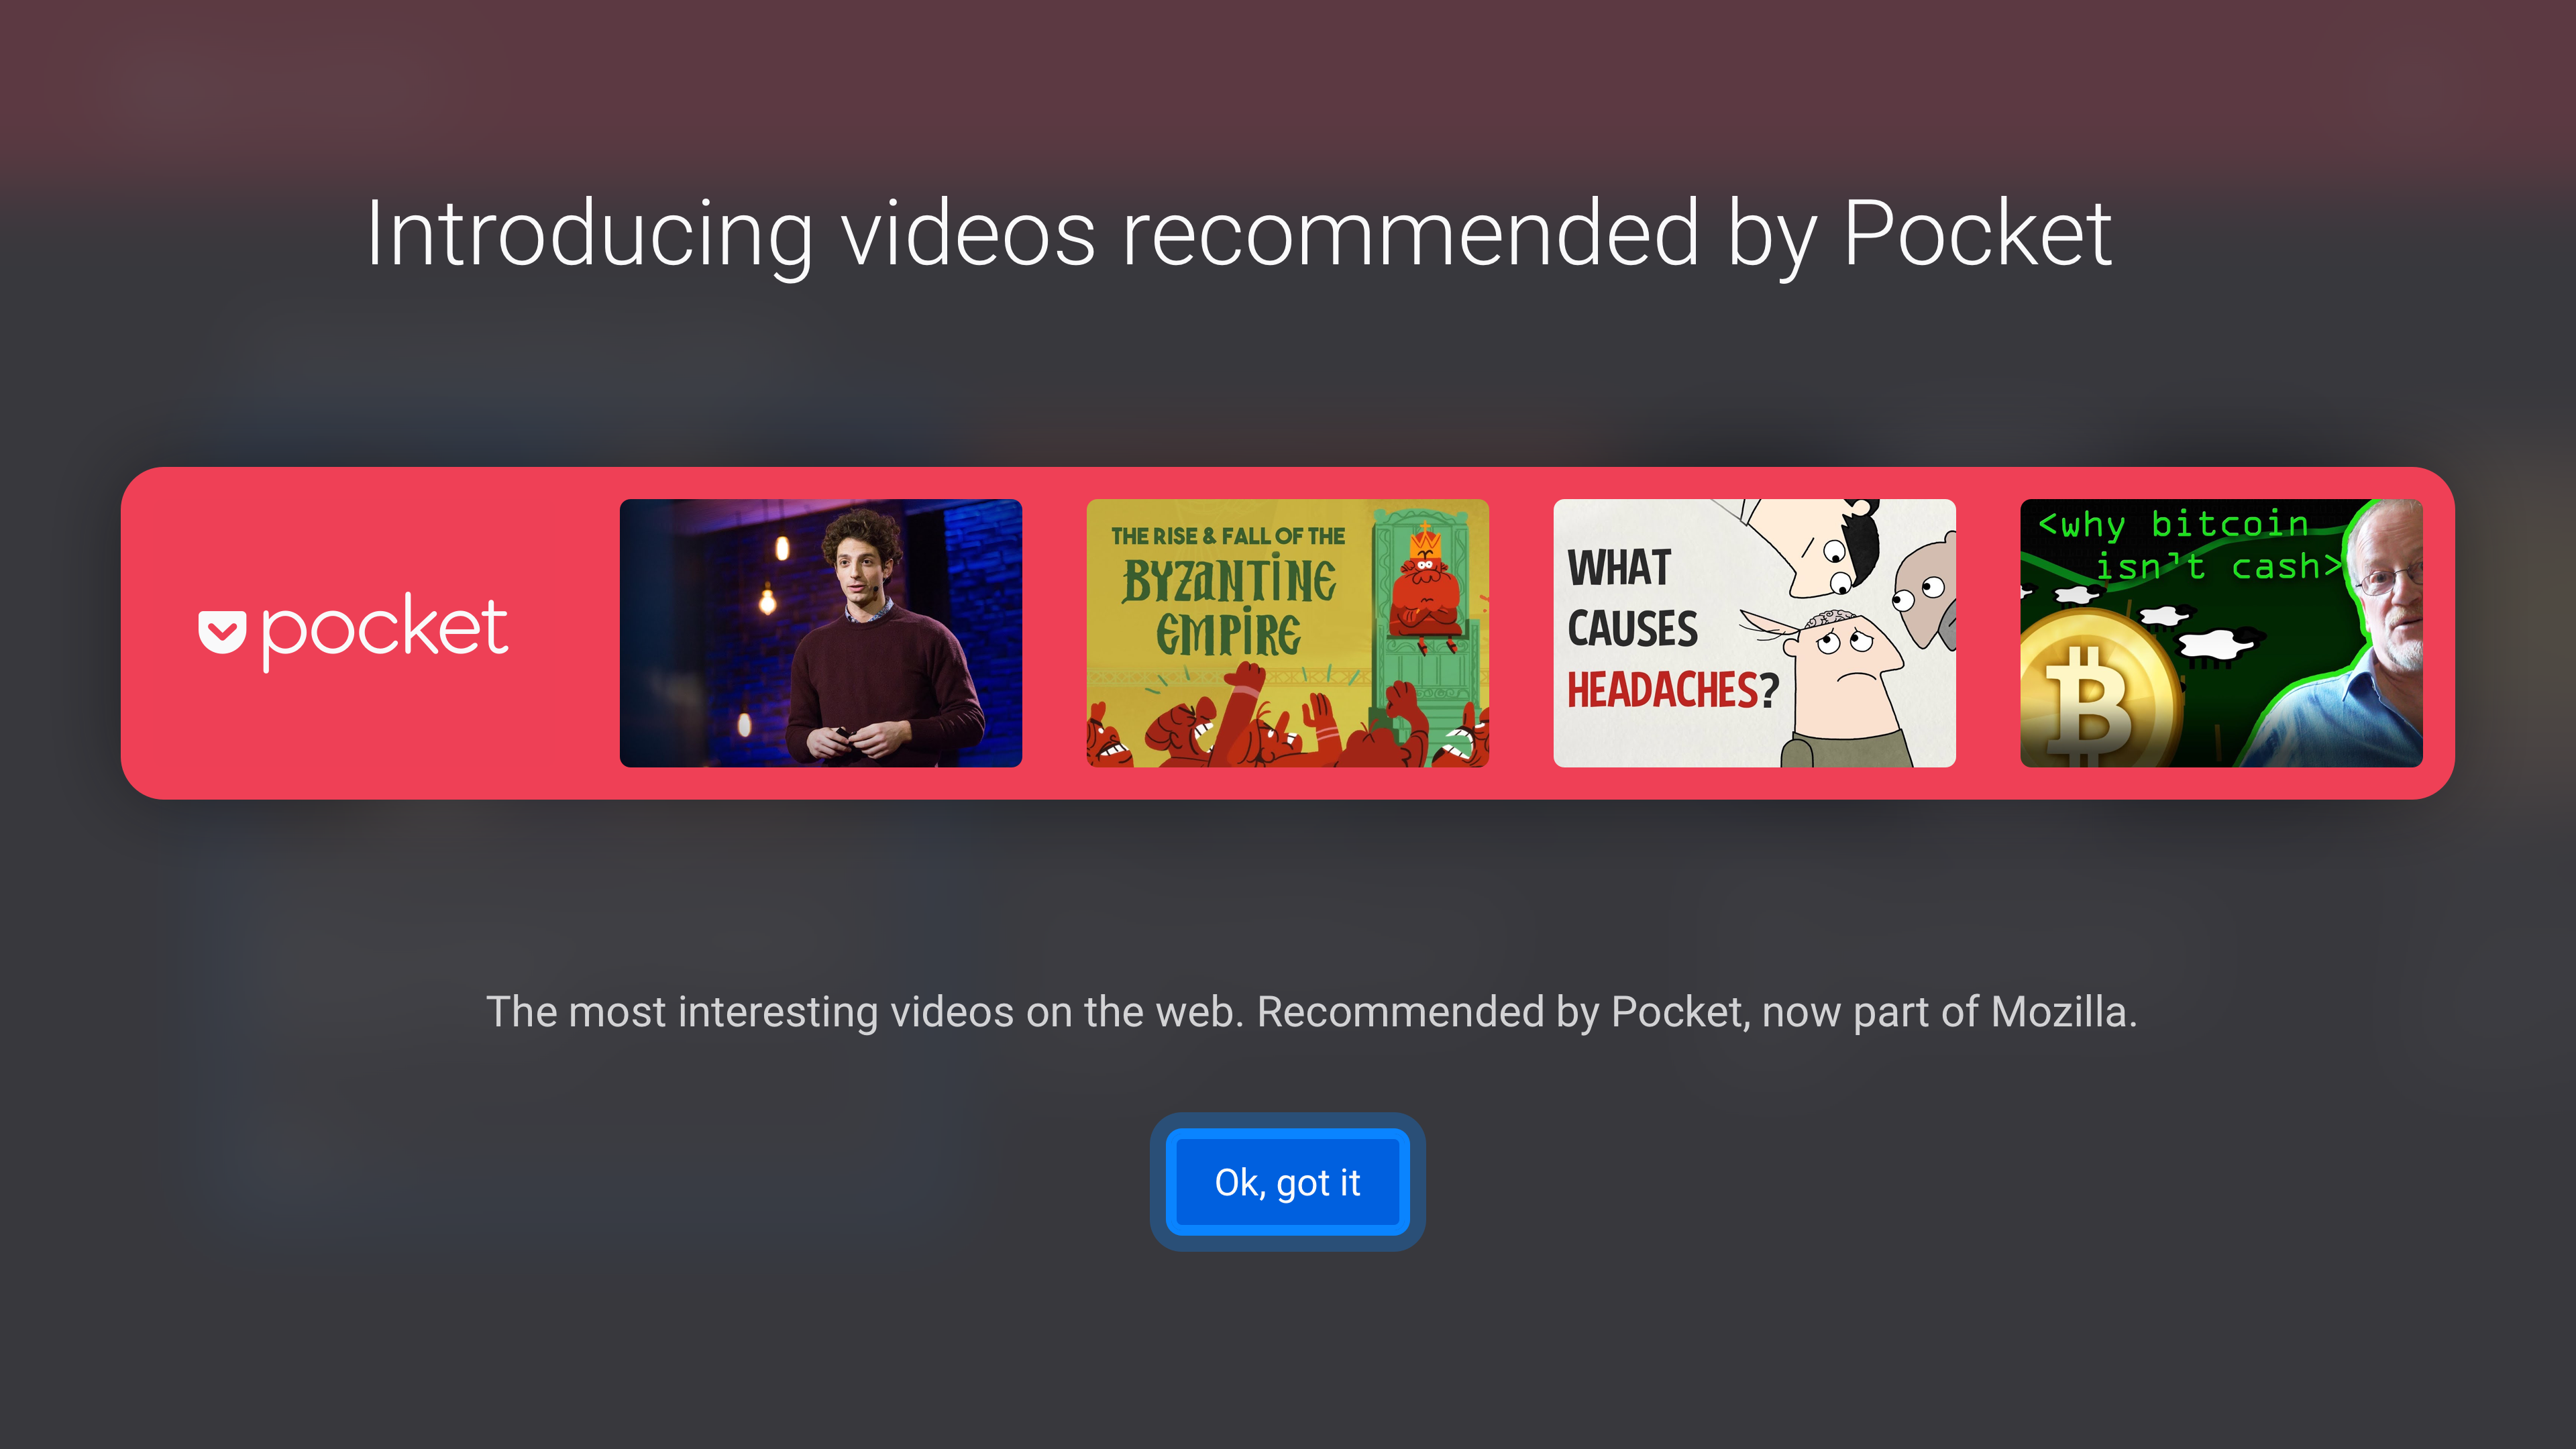 Introducing videos recommended by Pocket
pocket
THE RISE & FALL OF THE
BYZANTINE
EMPIRE
WHAT
CAUSES
HEADACHES?
<why bitcoin
isn't cash>
The most interesting videos on the web. Recommended by Pocket, now part of Mozilla.
Ok, got it